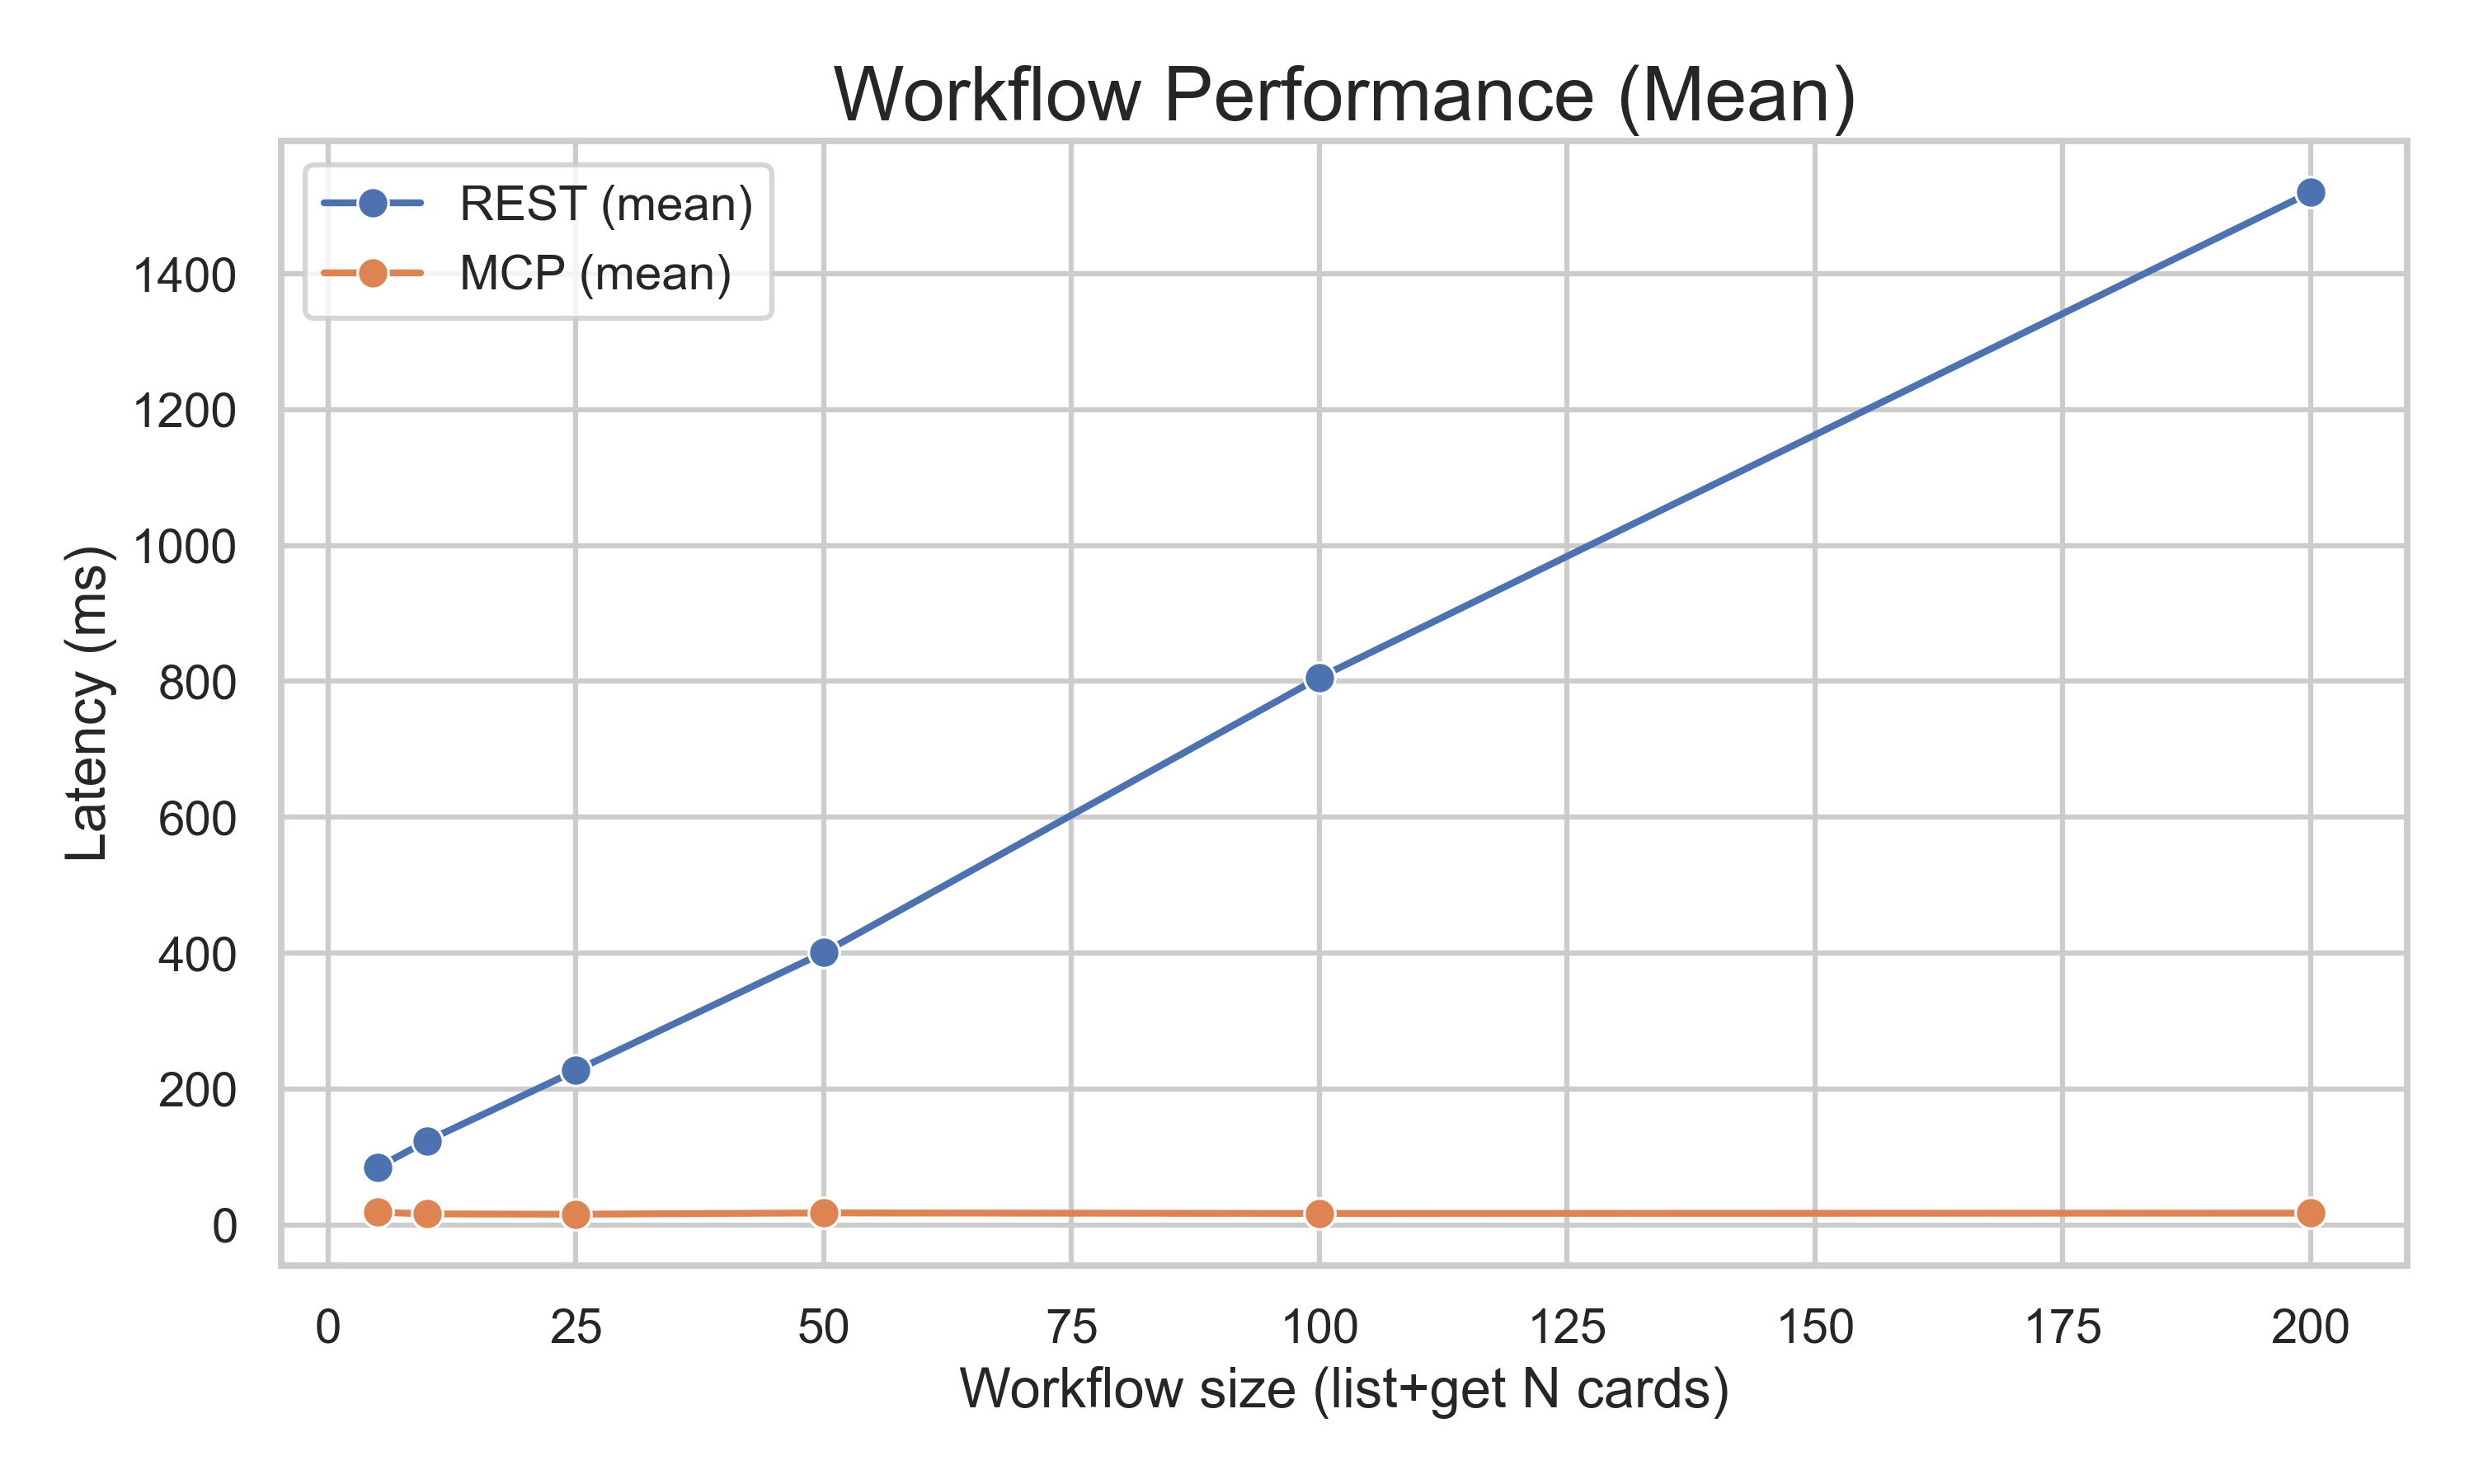 Workflow Performance (Mean)
REST (mean)
MCP (mean)
Latency (ms)
1400
1200
1000
800
600
400
200
0
0 25 50 75 100 125 150 175 200
Workflow size (list+get N cards)